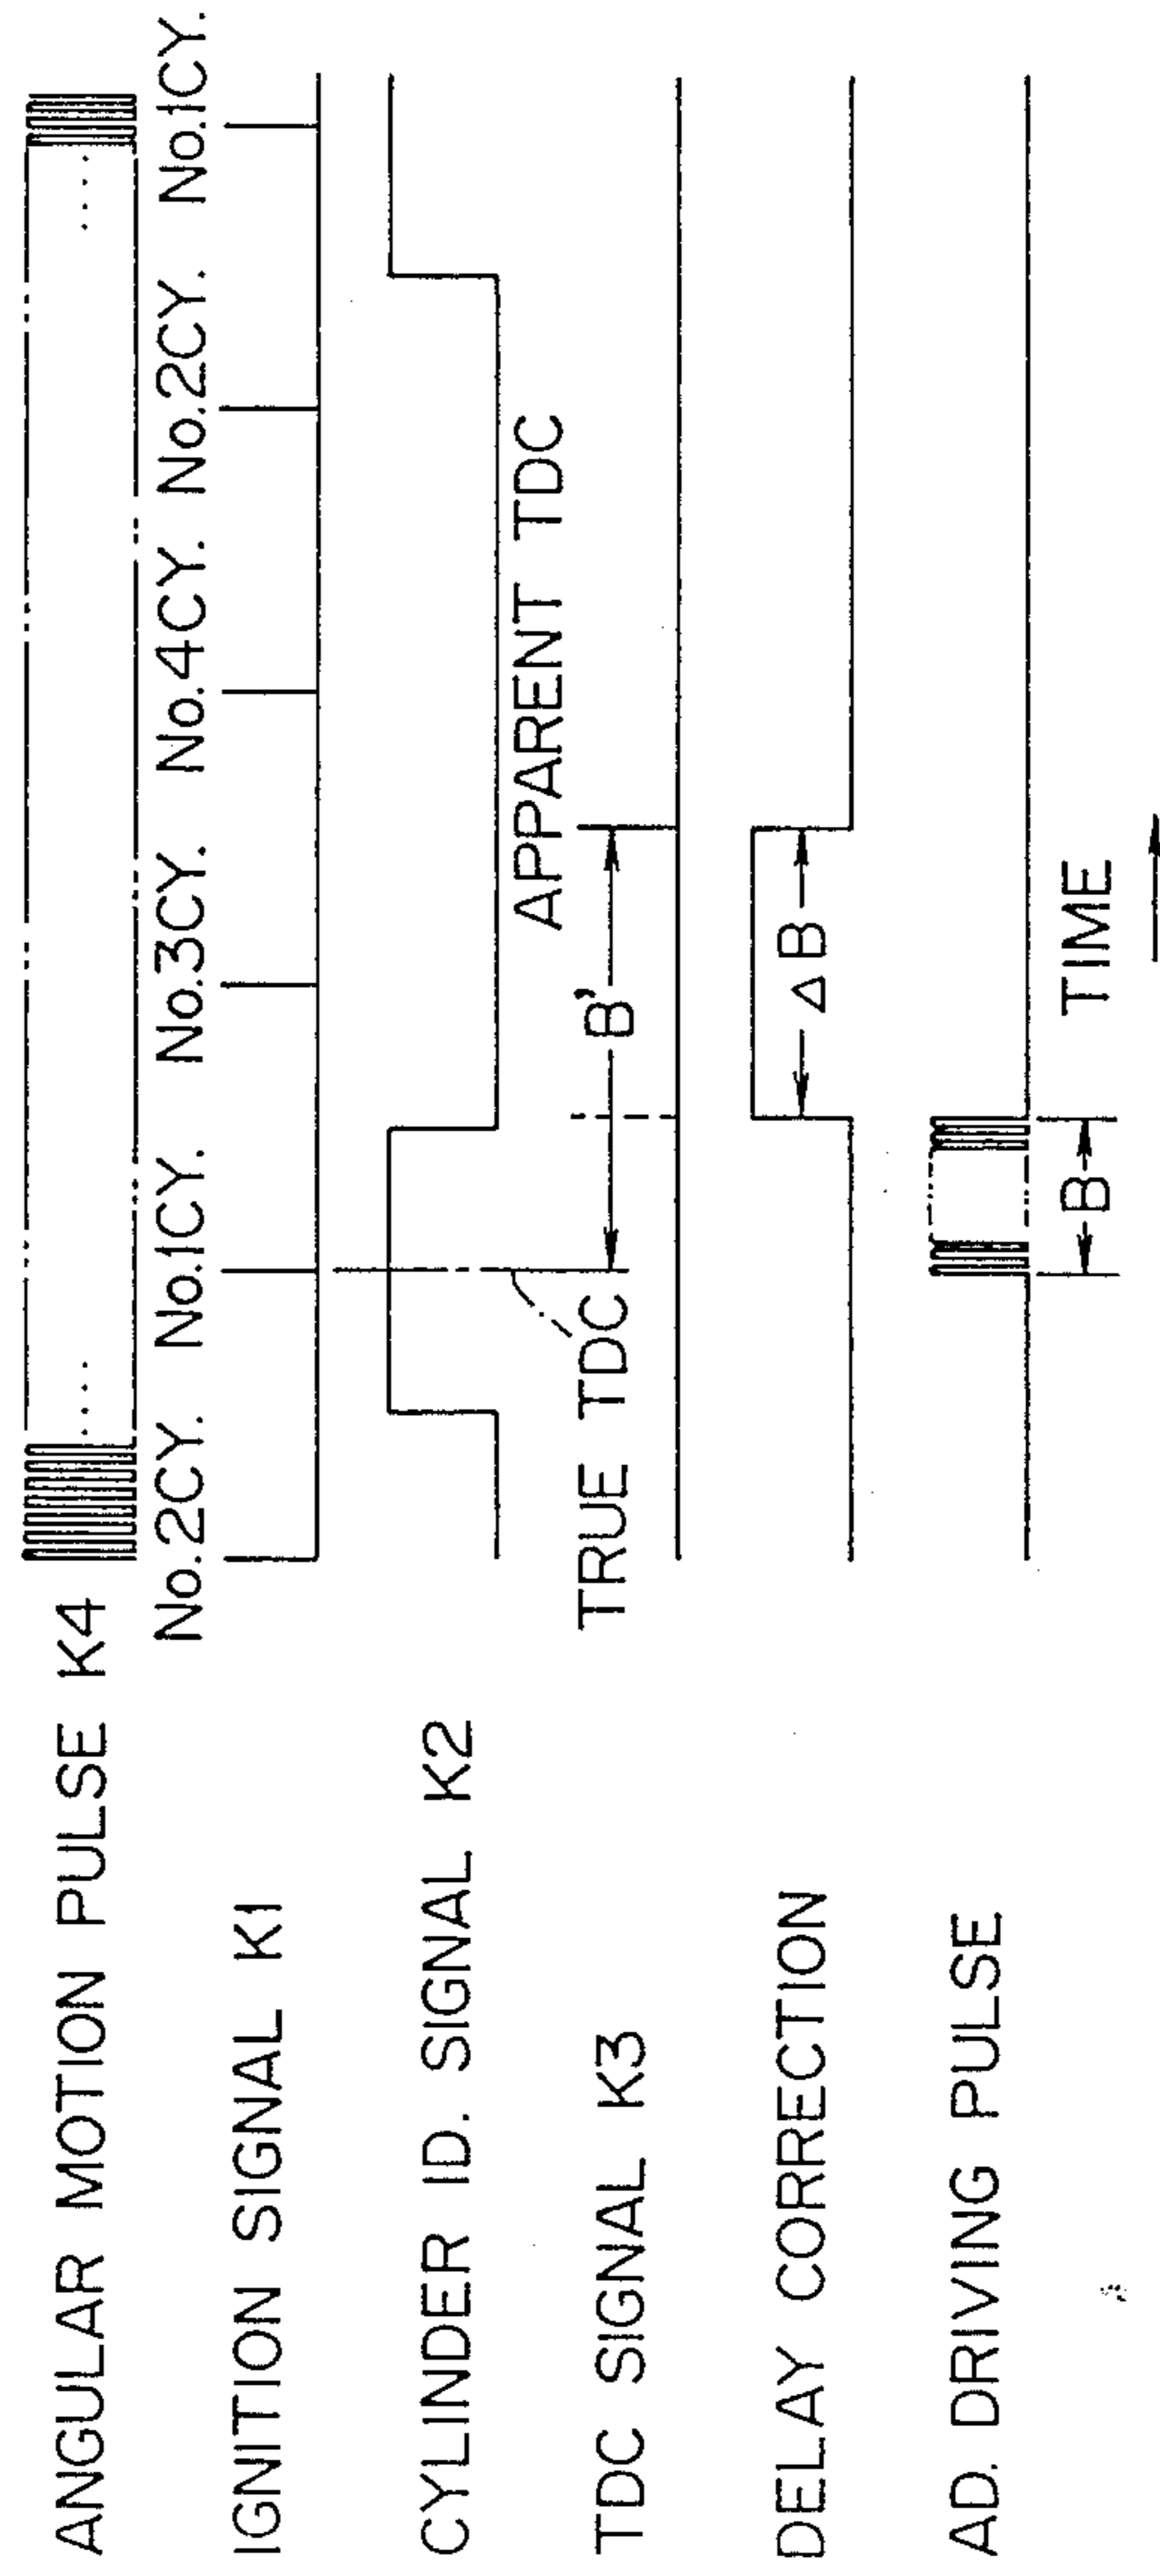 ANGULAR MOTION PULSE K4
No.2CY. No.1CY. No.3CY. No.4CY. No.2CY. No.1CY.
IGNITION SIGNAL K1
CYLINDER ID. SIGNAL K2
APPARENT TDC
TRUE TDC
B'
TDC SIGNAL K3
ΔB
DELAY CORRECTION
AD. DRIVING PULSE
B
TIME